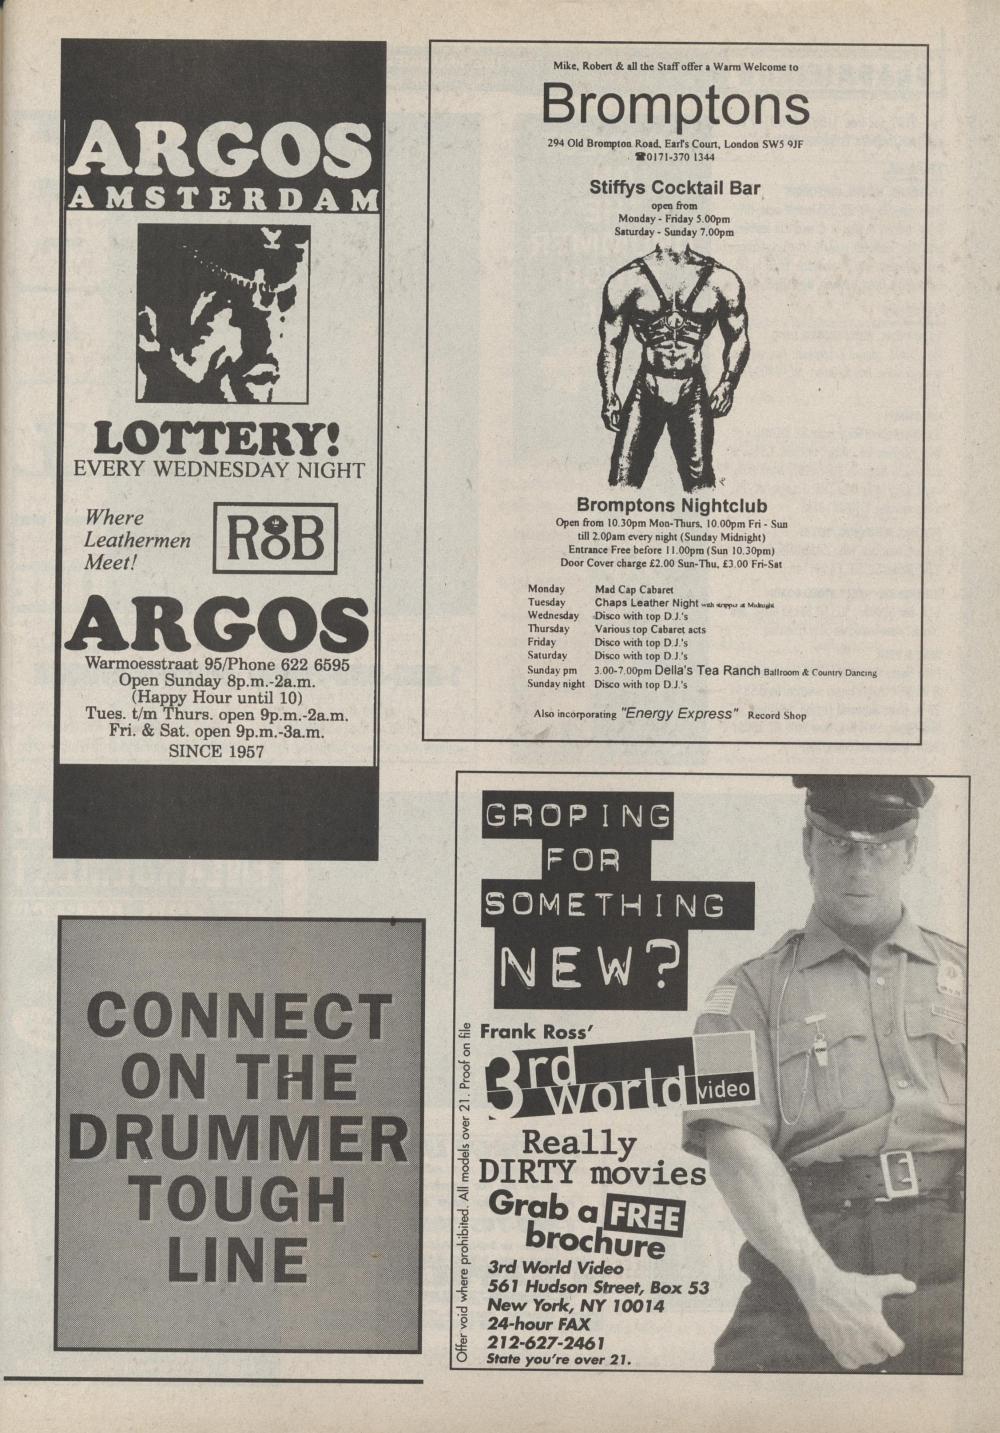 ARGOS
AMSTERDAM
LOTTERY!
EVERY WEDNESDAY NIGHT
Where
Leathermen
Meet!
RoB
ARGOS
Warmoesstraat 95/Phone 622 6595
Open Sunday 8p.m.-2a.m.
(Happy Hour until 10)
Tues. t/m Thurs. open 9p.m.-2a.m.
Fri. & Sat. open 9p.m.-3a.m.
SINCE 1957
Mike, Robert & all the Staff offer a Warm Welcome to
Bromptons
294 Old Brompton Road, Earl's Court, London SW5 9JF
☎0171-370 1344
Stiffys Cocktail Bar
open from
Monday - Friday 5.00pm
Saturday - Sunday 7.00pm
Bromptons Nightclub
Open from 10.30pm Mon-Thurs, 10.00pm Fri - Sun
till 2.00am every night (Sunday Midnight)
Entrance Free before 11.00pm (Sun 10.30pm)
Door Cover charge £2.00 Sun-Thu, £3.00 Fri-Sat
Monday Mad Cap Cabaret
Tuesday Chaps Leather Night with stripper at Midnight
Wednesday Disco with top D.J.'s
Thursday Various top Cabaret acts
Friday Disco with top D.J.'s
Saturday Disco with top D.J.'s
Sunday pm 3.00-7.00pm Della's Tea Ranch Ballroom & Country Dancing
Sunday night Disco with top D.J.'s
Also incorporating "Energy Express" Record Shop
CONNECT
ON THE
DRUMMER
TOUGH
LINE
GROPING
FOR
SOMETHING
NEW?
Frank Ross'
3rd
world video
Really
DIRTY movies
Grab a FREE
brochure
3rd World Video
561 Hudson Street, Box 53
New York, NY 10014
24-hour FAX
212-627-2461
State you're over 21.
Offer void where prohibited. All models over 21. Proof on file